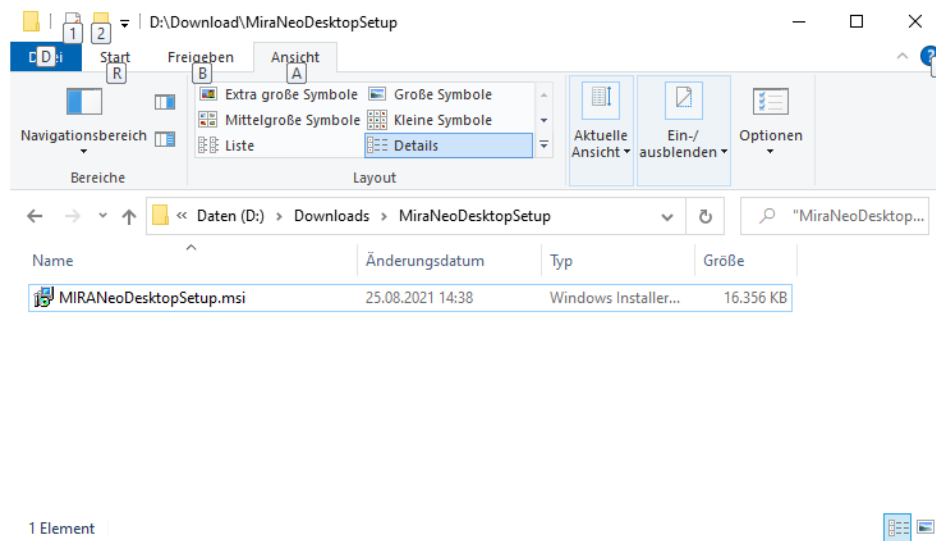 D:\Download\MiraNeoDesktopSetup
1 2
Datei Start Freigeben Ansicht
D R B A
Extra große Symbole Große Symbole
Mittelgroße Symbole Kleine Symbole
Liste Details
Navigationsbereich
Aktuelle Ansicht
Ein-/ausblenden
Optionen
Bereiche Layout
« Daten (D:) › Downloads › MiraNeoDesktopSetup "MiraNeoDesktop...
Name Änderungsdatum Typ Größe
MIRANeoDesktopSetup.msi 25.08.2021 14:38 Windows Installer... 16.356 KB
1 Element